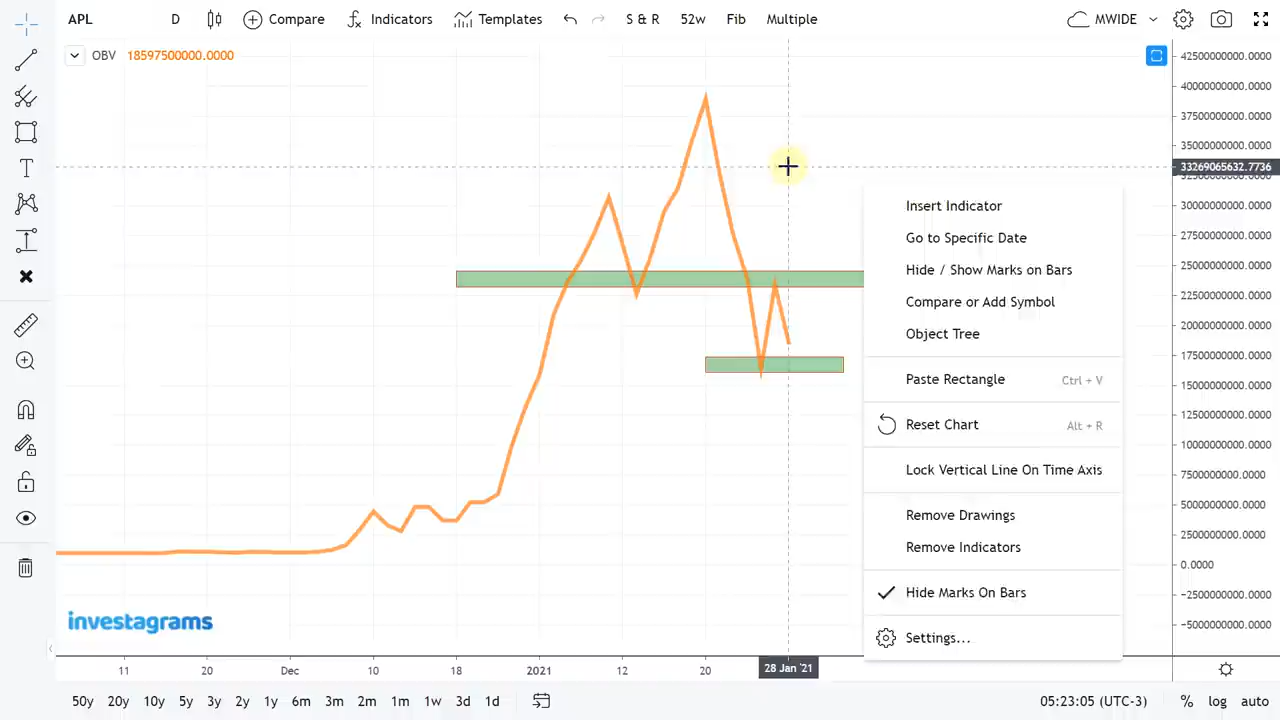 APL D Compare Indicators Templates S & R 52w Fib Multiple MWIDE
OBV 18597500000.0000
42500000000.0000
40000000000.0000
37500000000.0000
35000000000.0000
33269065632.7736
30000000000.0000
27500000000.0000
25000000000.0000
22500000000.0000
20000000000.0000
17500000000.0000
15000000000.0000
12500000000.0000
10000000000.0000
7500000000.0000
5000000000.0000
2500000000.0000
0.0000
−2500000000.0000
−5000000000.0000
Insert Indicator
Go to Specific Date
Hide / Show Marks on Bars
Compare or Add Symbol
Object Tree
Paste Rectangle Ctrl + V
Reset Chart Alt + R
Lock Vertical Line On Time Axis
Remove Drawings
Remove Indicators
Hide Marks On Bars
Settings...
investagrams
11 20 Dec 10 18 2021 12 20 28 Jan '21
50y 20y 10y 5y 3y 2y 1y 6m 3m 2m 1m 1w 3d 1d 05:23:05 (UTC-3) % log auto